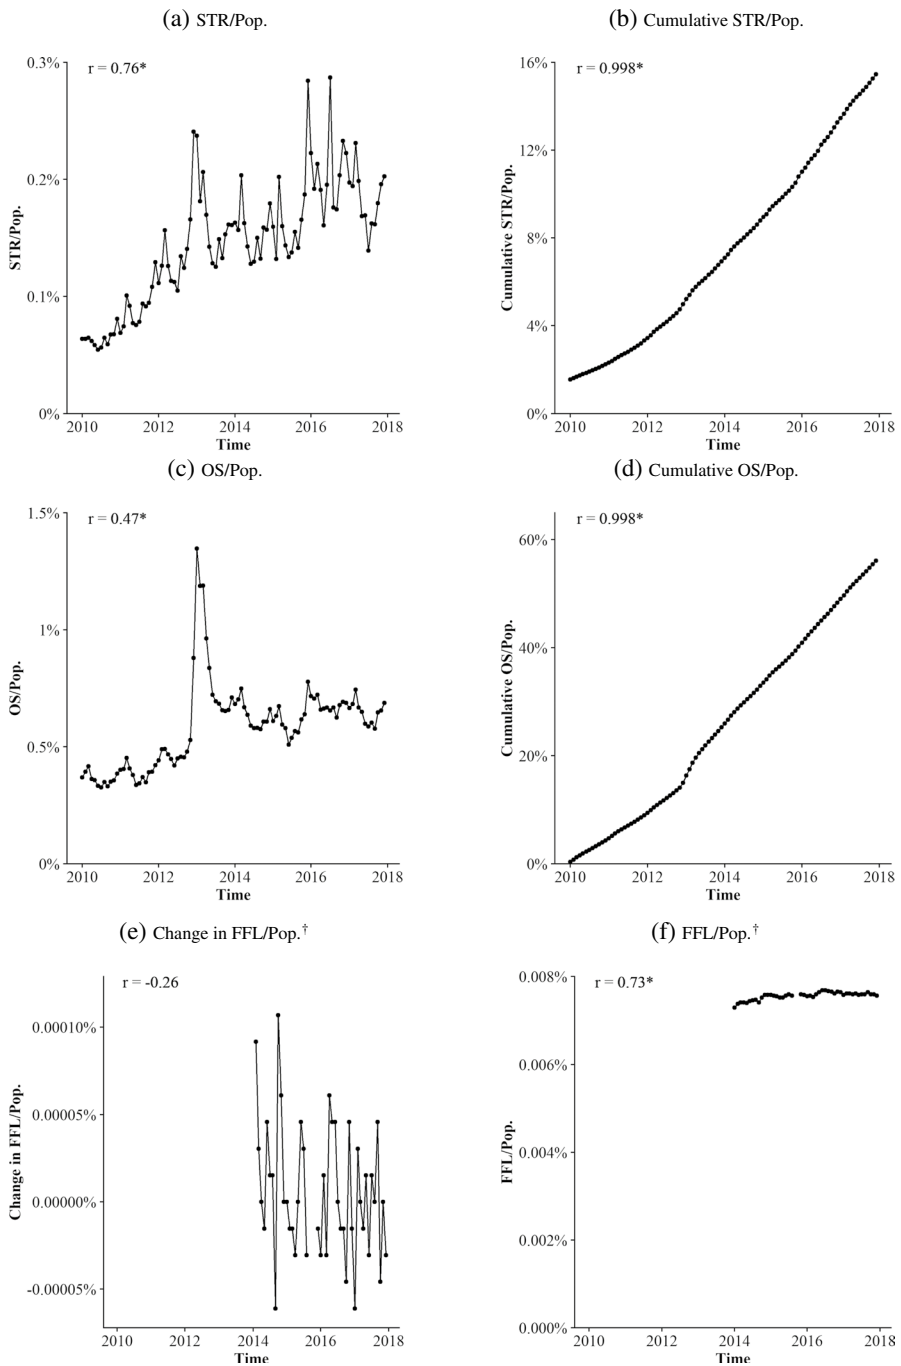 (a) STR/Pop.
r = 0.76*
0.3%
0.2%
0.1%
0%
STR/Pop.
2010 2012 2014 2016 2018
Time
(b) Cumulative STR/Pop.
r = 0.998*
16%
12%
8%
4%
0%
Cumulative STR/Pop.
2010 2012 2014 2016 2018
Time
(c) OS/Pop.
r = 0.47*
1.5%
1%
0.5%
0%
OS/Pop.
2010 2012 2014 2016 2018
Time
(d) Cumulative OS/Pop.
r = 0.998*
60%
40%
20%
0%
Cumulative OS/Pop.
2010 2012 2014 2016 2018
Time
(e) Change in FFL/Pop.†
r = -0.26
0.00010%
0.00005%
0.00000%
-0.00005%
Change in FFL/Pop.
2010 2012 2014 2016 2018
Time
(f) FFL/Pop.†
r = 0.73*
0.008%
0.006%
0.004%
0.002%
0.000%
FFL/Pop.
2010 2012 2014 2016 2018
Time